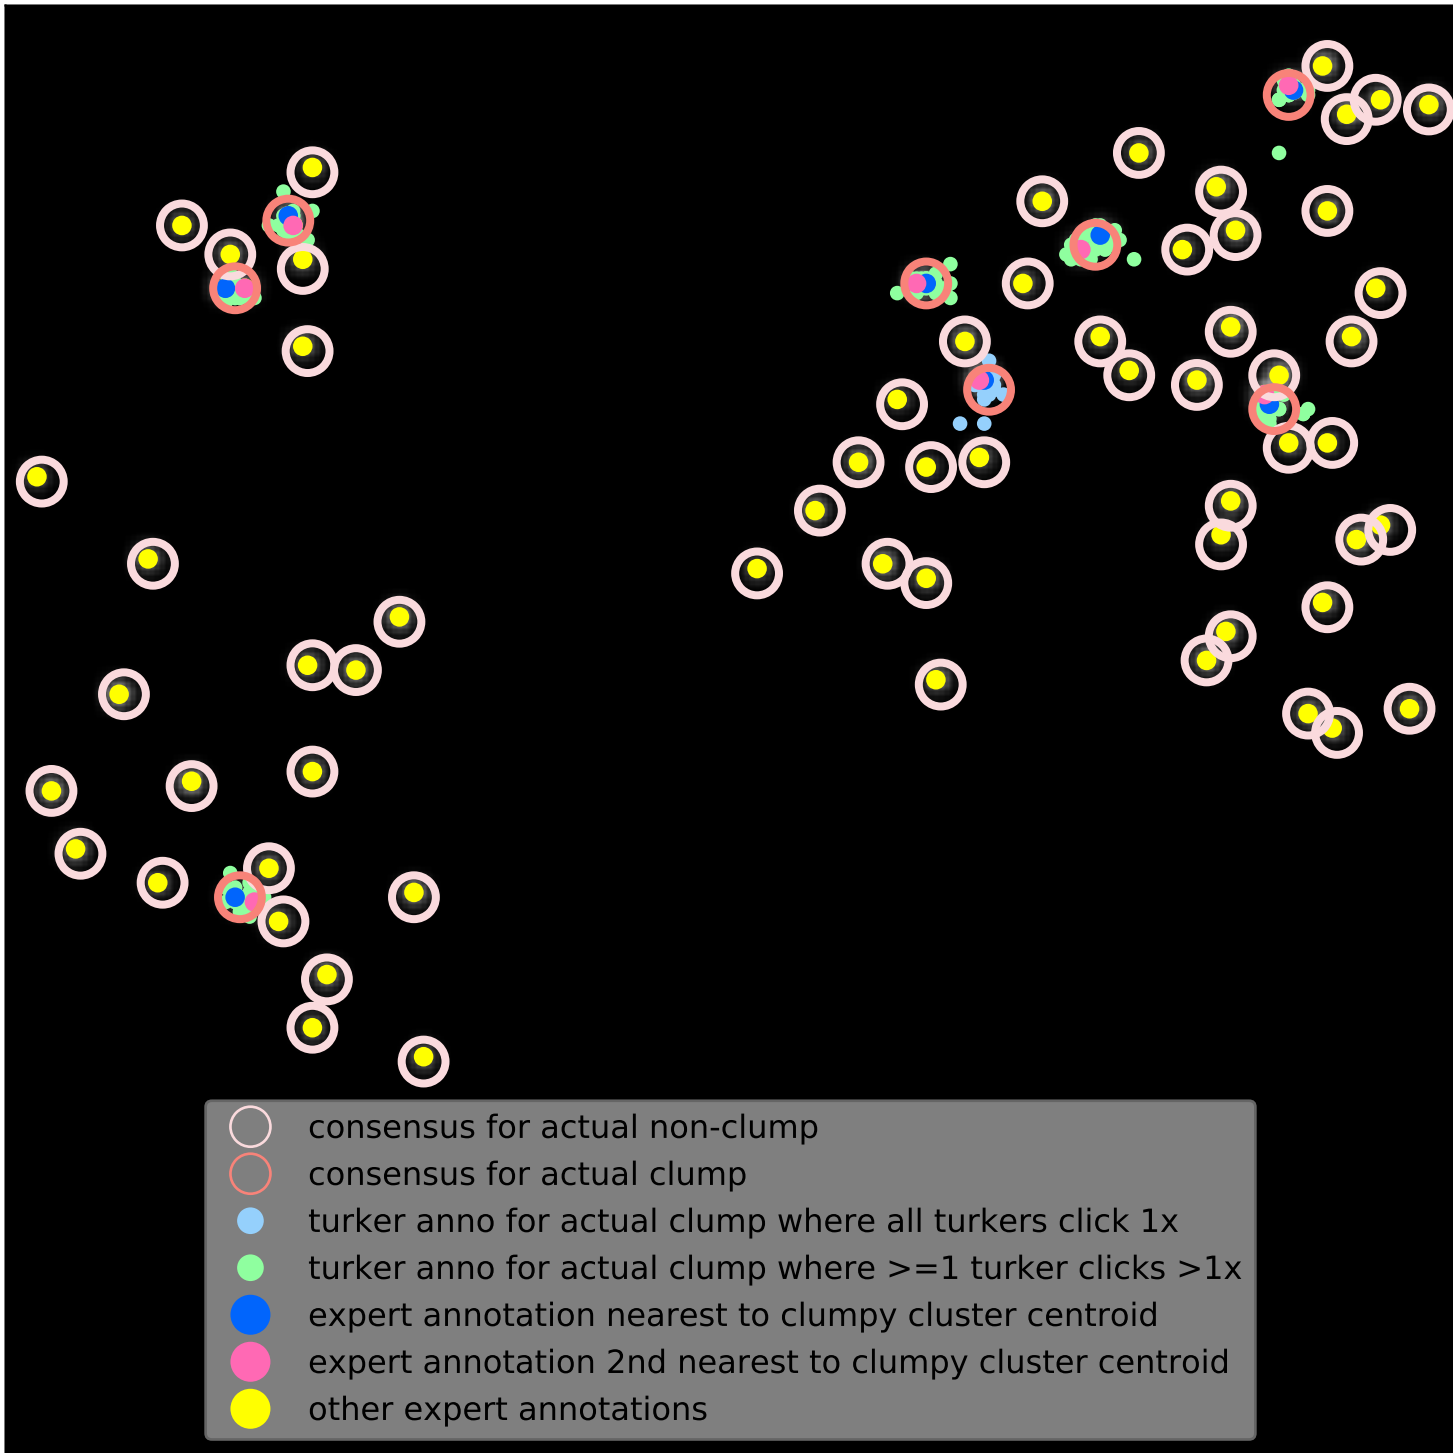 consensus for actual non-clump
consensus for actual clump
turker anno for actual clump where all turkers click 1x
turker anno for actual clump where >=1 turker clicks >1x
expert annotation nearest to clumpy cluster centroid
expert annotation 2nd nearest to clumpy cluster centroid
other expert annotations